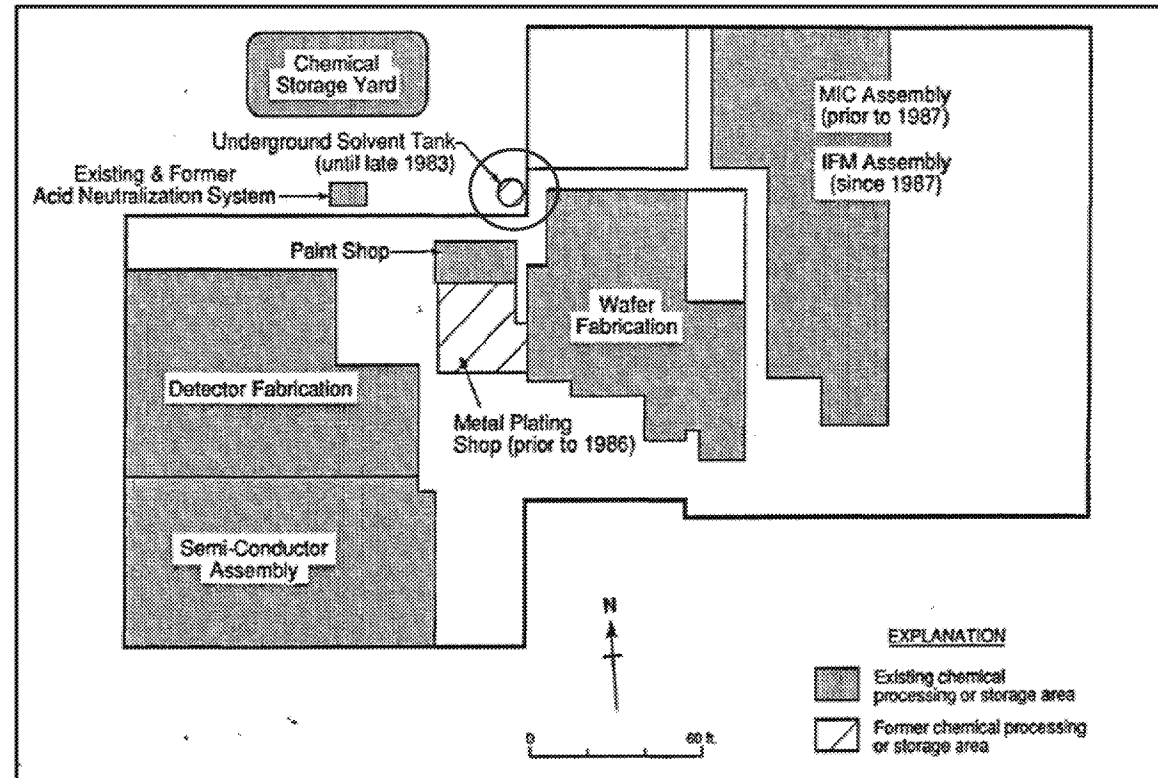 Chemical
Storage Yard
Underground Solvent Tank
(until late 1983)
Existing & Former
Acid Neutralization System
MIC Assembly
(prior to 1987)
IFM Assembly
(since 1987)
Paint Shop
Wafer
Fabrication
Detector Fabrication
Metal Plating
Shop (prior to 1986)
Semi-Conductor
Assembly
N
EXPLANATION
Existing chemical
processing or storage area
Former chemical processing
or storage area
0 60 ft.